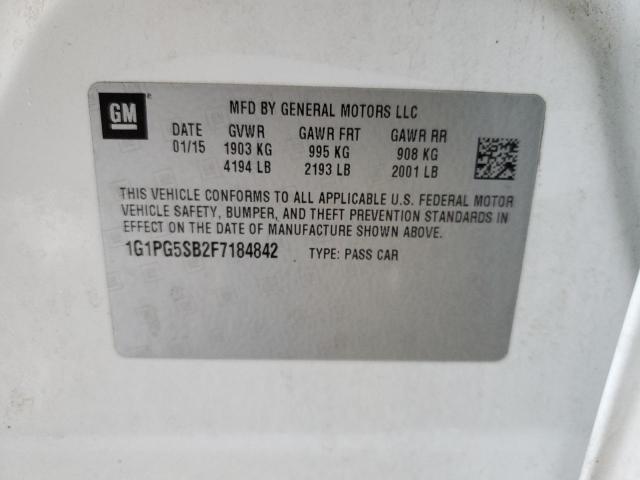 GM
MFD BY GENERAL MOTORS LLC
DATE GVWR GAWR FRT GAWR RR
01/15 1903 KG 995 KG 908 KG
4194 LB 2193 LB 2001 LB
THIS VEHICLE CONFORMS TO ALL APPLICABLE U.S. FEDERAL MOTOR
VEHICLE SAFETY, BUMPER, AND THEFT PREVENTION STANDARDS IN
EFFECT ON THE DATE OF MANUFACTURE SHOWN ABOVE.
1G1PG5SB2F7184842 TYPE: PASS CAR